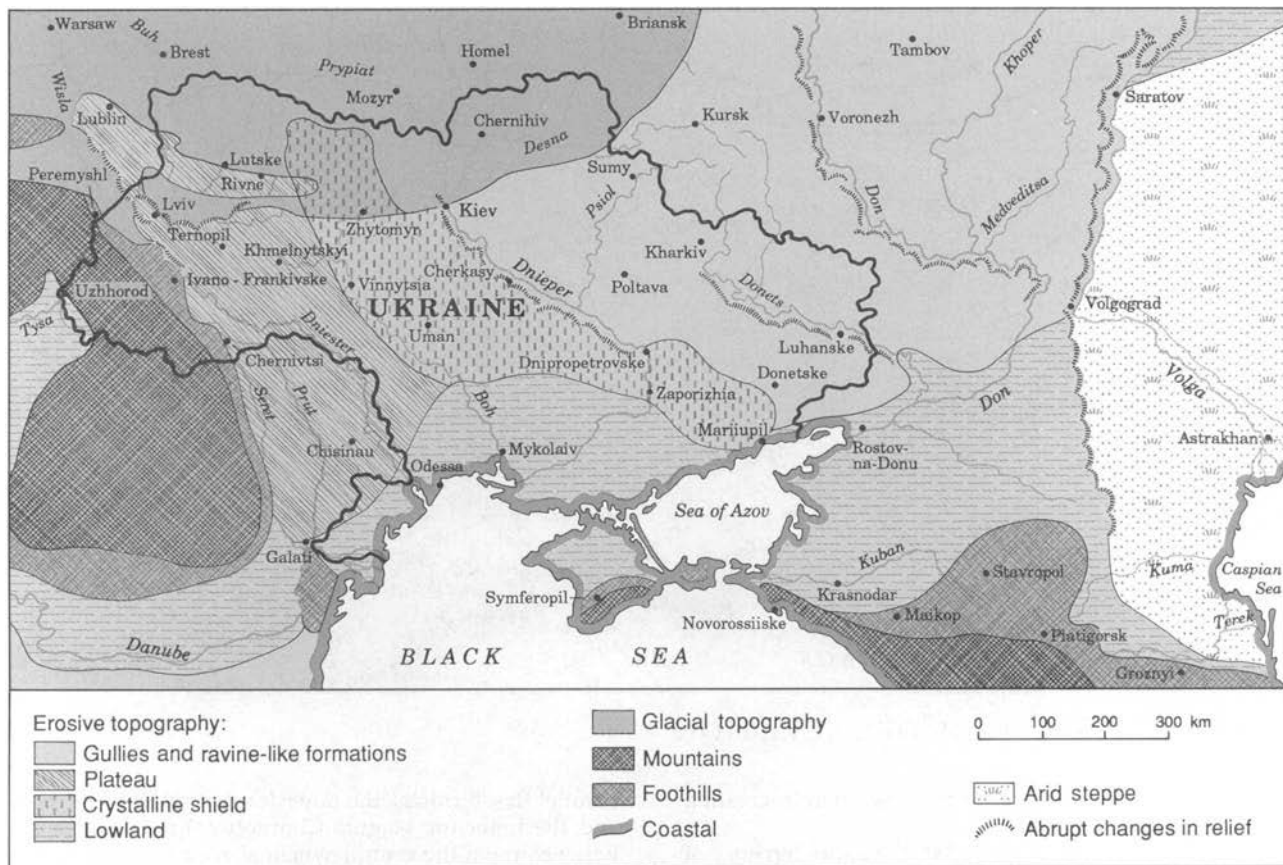 Warsaw
Buh
Brest
Homel
Briansk
Tambov
Khoper
Prypiat
Mozyr
Wisla
Lublin
Chernihiv
Desna
Kursk
Voronezh
Saratov
Lutske
Rivne
Sumy
Psiol
Don
Medveditsa
Peremyshl
Lviv
Ternopil
Zhytomyr
Kiev
Khmelnytskyi
Kharkiv
Ivano - Frankivske
Vinnytsia
Cherkasy
Dnieper
Poltava
Donets
Uzhhorod
UKRAINE
Volgograd
Tysa
Dniester
Uman
Luhanske
Chernivtsi
Dnipropetrovske
Donetske
Seret
Prut
Boh
Zaporizhia
Don
Volga
Chisinau
Mykolaiv
Mariiupil
Rostov-
na-Donu
Astrakhan
Odessa
Sea of Azov
Galati
Kuban
Stavropol
Kuma
Caspian
Sea
Symferopil
Krasnodar
Novorossiiske
Maikop
Piatigorsk
Terek
Danube
BLACK SEA
Groznyi
Erosive topography:
Gullies and ravine-like formations
Plateau
Crystalline shield
Lowland
Glacial topography
Mountains
Foothills
Coastal
0 100 200 300 km
Arid steppe
Abrupt changes in relief